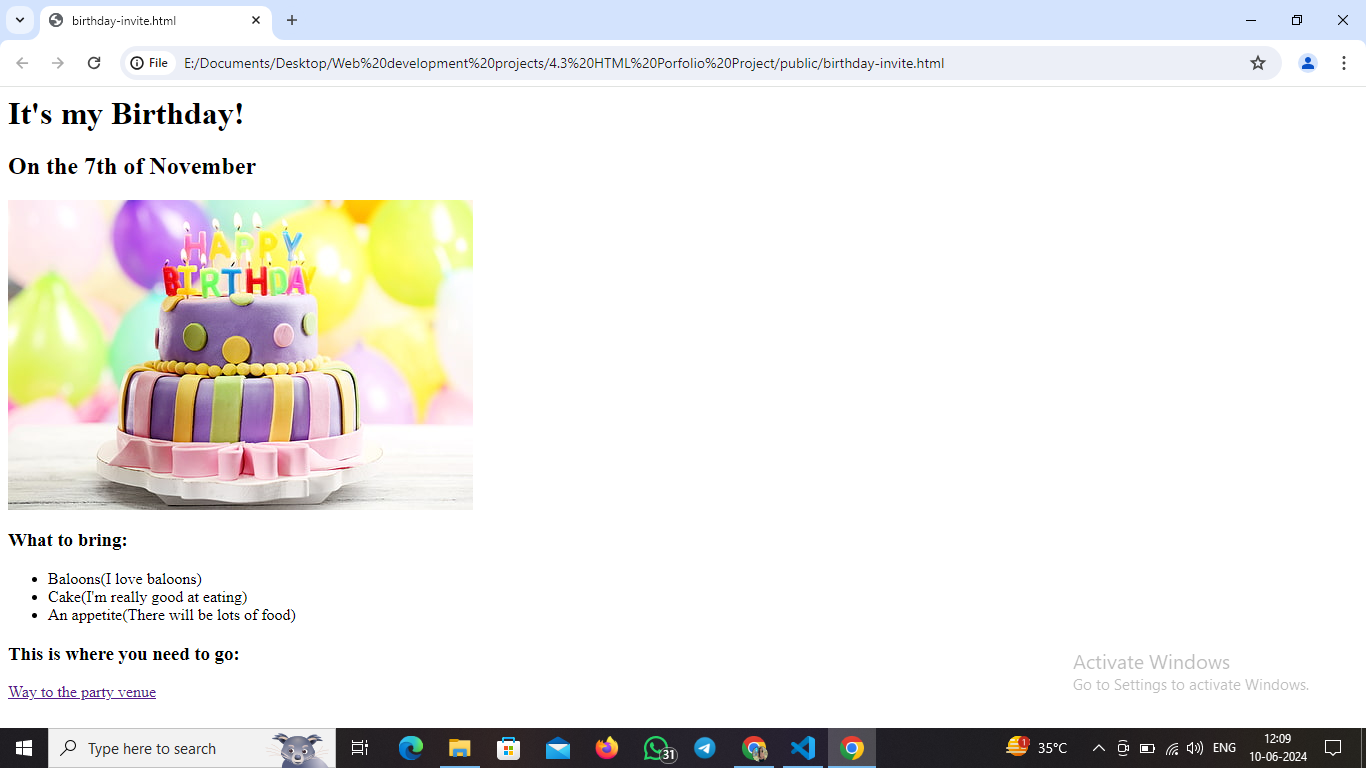 birthday-invite.html
File
E:/Documents/Desktop/Web%20development%20projects/4.3%20HTML%20Porfolio%20Project/public/birthday-invite.html
It's my Birthday!
On the 7th of November
HAPPY
BIRTHDAY
What to bring:
Baloons(I love baloons)
Cake(I'm really good at eating)
An appetite(There will be lots of food)
This is where you need to go:
Way to the party venue
Activate Windows
Go to Settings to activate Windows.
Type here to search
31
1
35°C
ENG
12:09
10-06-2024